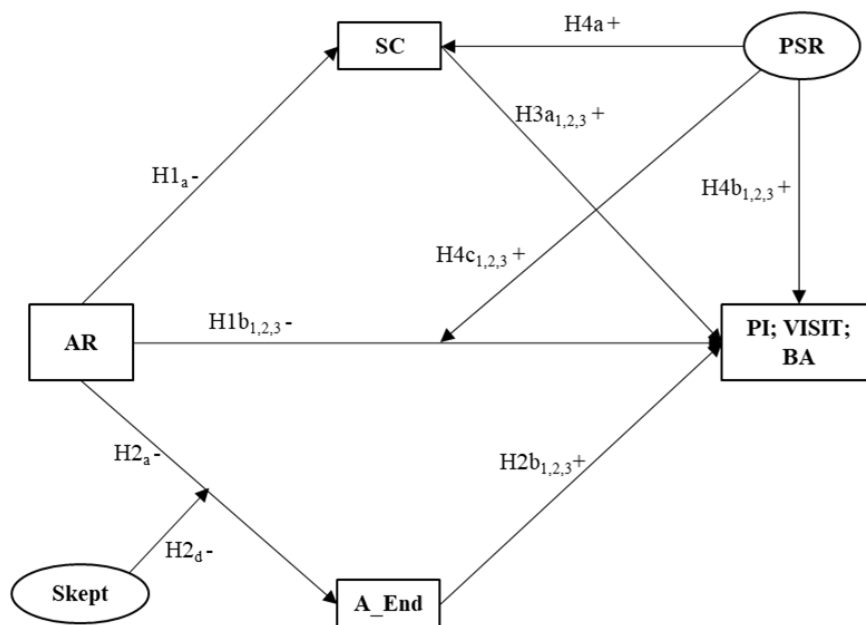 H4a+
SC
PSR
H3a1,2,3+
H1a-
H4b1,2,3+
H4c1,2,3+
H1b1,2,3-
AR
PI; VISIT;
BA
H2a-
H2b1,2,3+
H2d-
Skept
A_End